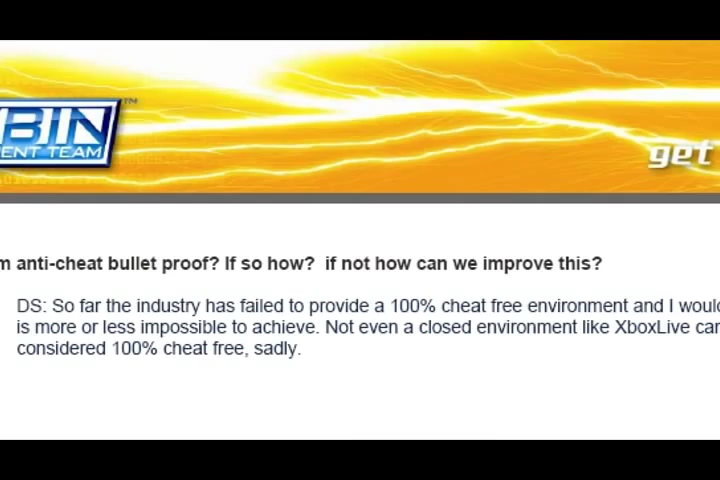 BIN
TM
ENT TEAM
get
m anti-cheat bullet proof? If so how? if not how can we improve this?
DS: So far the industry has failed to provide a 100% cheat free environment and I would
is more or less impossible to achieve. Not even a closed environment like XboxLive can
considered 100% cheat free, sadly.